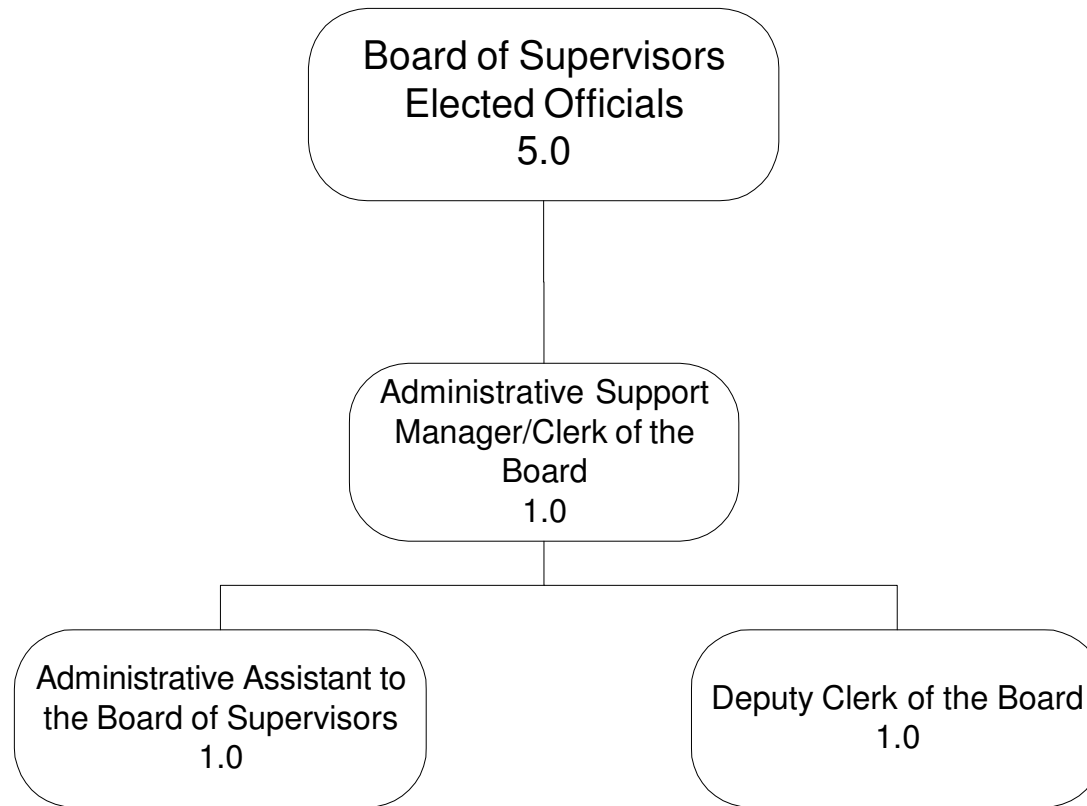 Board of Supervisors
Elected Officials
5.0
Administrative Support
Manager/Clerk of the
Board
1.0
Administrative Assistant to
the Board of Supervisors
1.0
Deputy Clerk of the Board
1.0